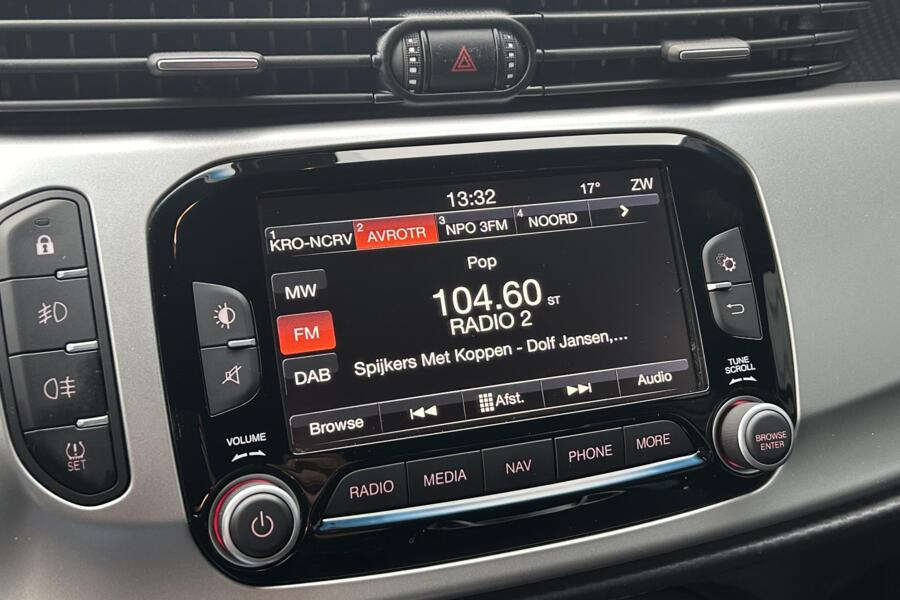 13:32 17° ZW
1 KRO-NCRV 2 AVROTR 3 NPO 3FM 4 NOORD
Pop
MW
104.60 ST
RADIO 2
FM
Spijkers Met Koppen - Dolf Jansen,...
DAB
Browse Afst. Audio
TUNE
SCROLL
VOLUME
RADIO MEDIA NAV PHONE MORE
BROWSE
ENTER
SET